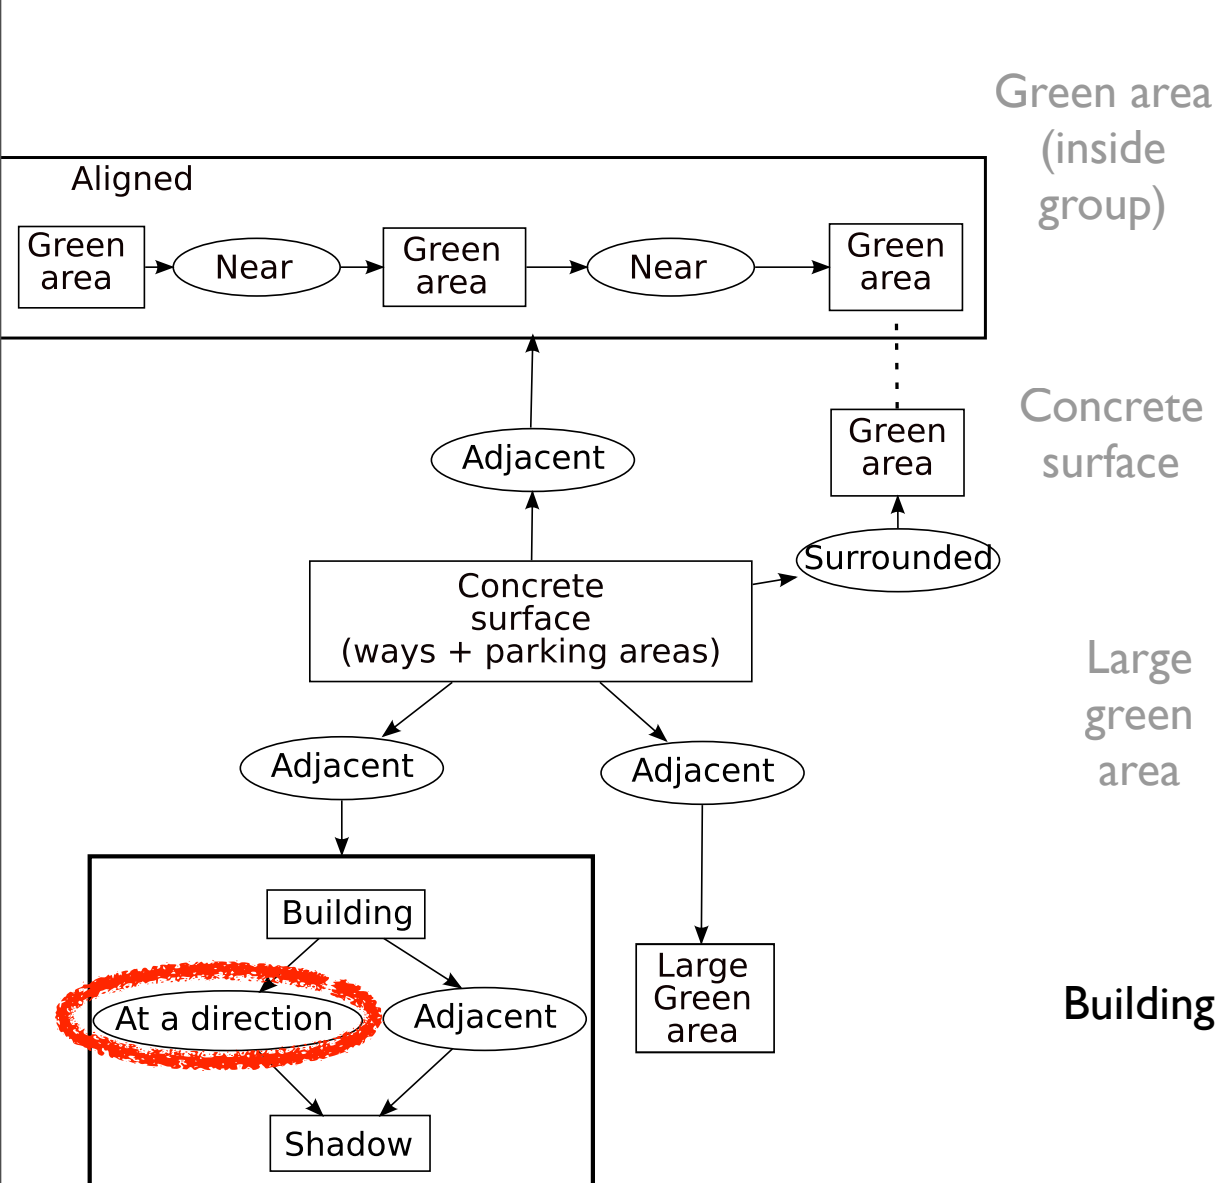 Green area
(inside
group)
Aligned
Green
area
Near
Green
area
Near
Green
area
Concrete
surface
Green
area
Adjacent
Surrounded
Concrete
surface
(ways + parking areas)
Large
green
area
Adjacent
Adjacent
Building
Large
Green
area
At a direction
Adjacent
Building
Shadow